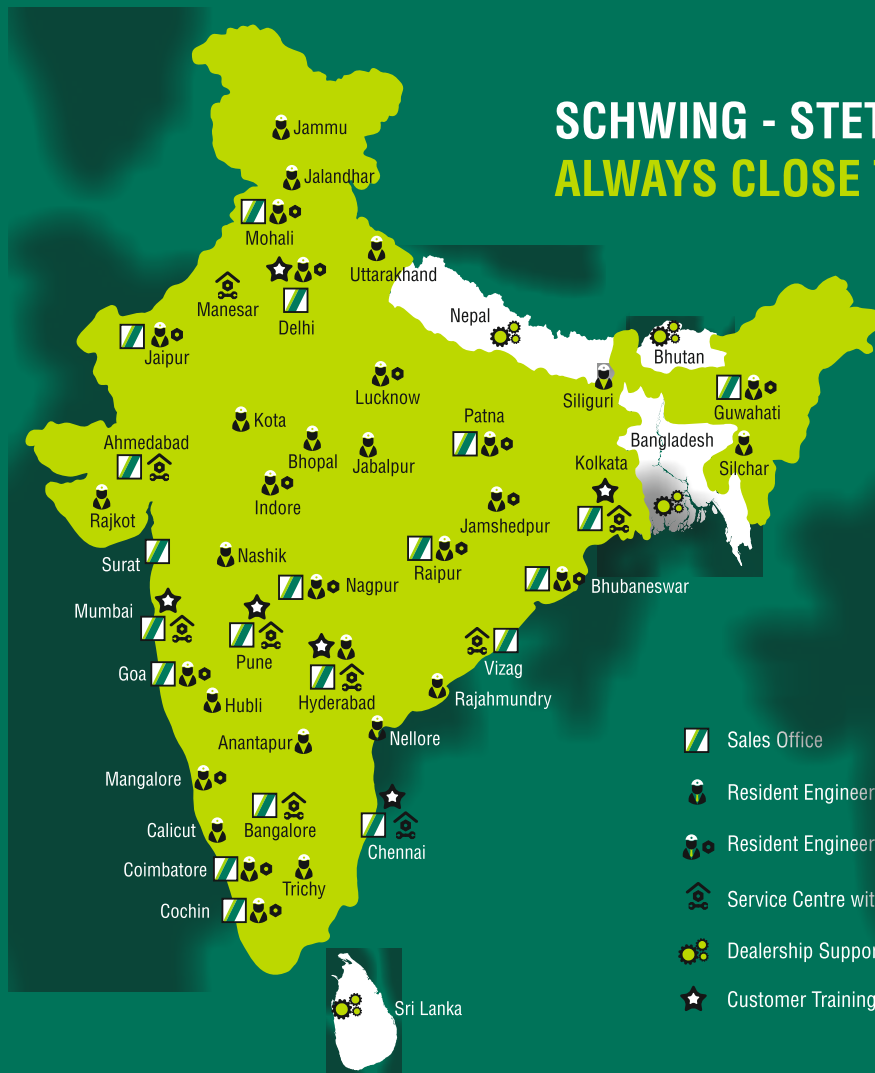 SCHWING - STET
ALWAYS CLOSE
Jammu
Jalandhar
Mohali
Uttarakhand
Manesar
Delhi
Nepal
Jaipur
Bhutan
Lucknow
Siliguri
Guwahati
Kota
Patna
Ahmedabad
Bhopal
Jabalpur
Bangladesh
Kolkata
Silchar
Indore
Rajkot
Jamshedpur
Surat
Nashik
Raipur
Nagpur
Bhubaneswar
Mumbai
Pune
Vizag
Goa
Hubli
Hyderabad
Rajahmundry
Anantapur
Nellore
Sales Office
Mangalore
Resident Engineer
Calicut
Bangalore
Chennai
Resident Engineer
Coimbatore
Trichy
Service Centre wit
Cochin
Dealership Suppor
Customer Training
Sri Lanka